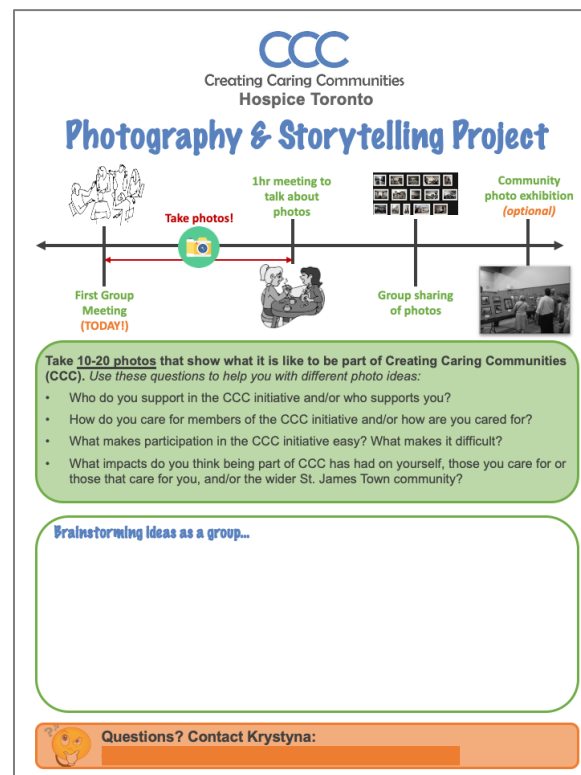 CCC
Creating Caring Communities
Hospice Toronto
Photography & Storytelling Project
1hr meeting to
talk about
photos
Community
photo exhibition
(optional)
Take photos!
First Group
Meeting
(TODAY!)
Group sharing
of photos
Take 10-20 photos that show what it is like to be part of Creating Caring Communities
(CCC). Use these questions to help you with different photo ideas:
• Who do you support in the CCC initiative and/or who supports you?
• How do you care for members of the CCC initiative and/or how are you cared for?
• What makes participation in the CCC initiative easy? What makes it difficult?
• What impacts do you think being part of CCC has had on yourself, those you care for or
those that care for you, and/or the wider St. James Town community?
Brainstorming ideas as a group...
Questions? Contact Krystyna: